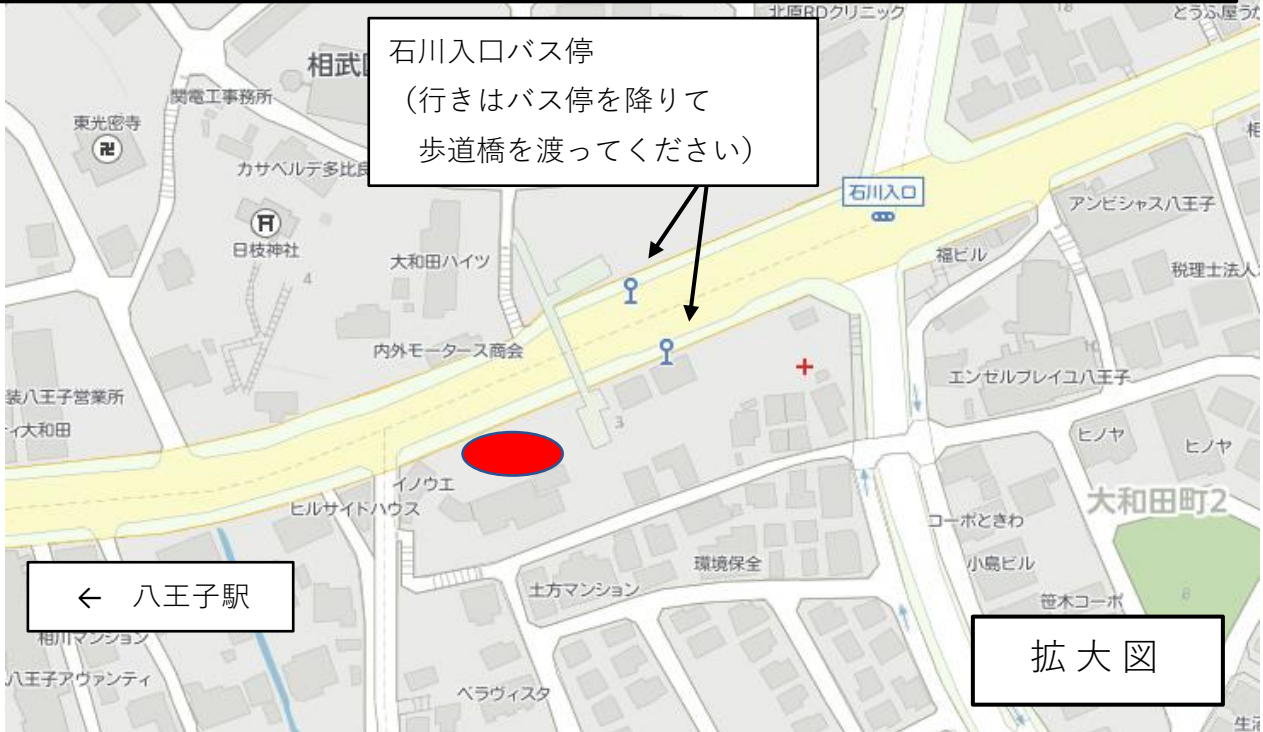 北原RDクリニック
18
とうふ屋うか
石川入口バス停
（行きはバス停を降りて
歩道橋を渡ってください）
相武
関電工事務所
東光密寺
卍
カサベルデ多比良
石川入口
アンビシャス八王子
日枝神社
4
大和田ハイツ
福ビル
税理士法人
内外モータース商会
エンゼルプレイユ八王子
10
装八王子営業所
ィ大和田
3
ヒノヤ
ヒノヤ
イノウエ
ヒルサイドハウス
大和田町2
コーポときわ
環境保全
小島ビル
土方マンション
← 八王子駅
笹木コーポ
8
相川マンション
拡大図
八王子アヴァンティ
ベラヴィスタ
生活